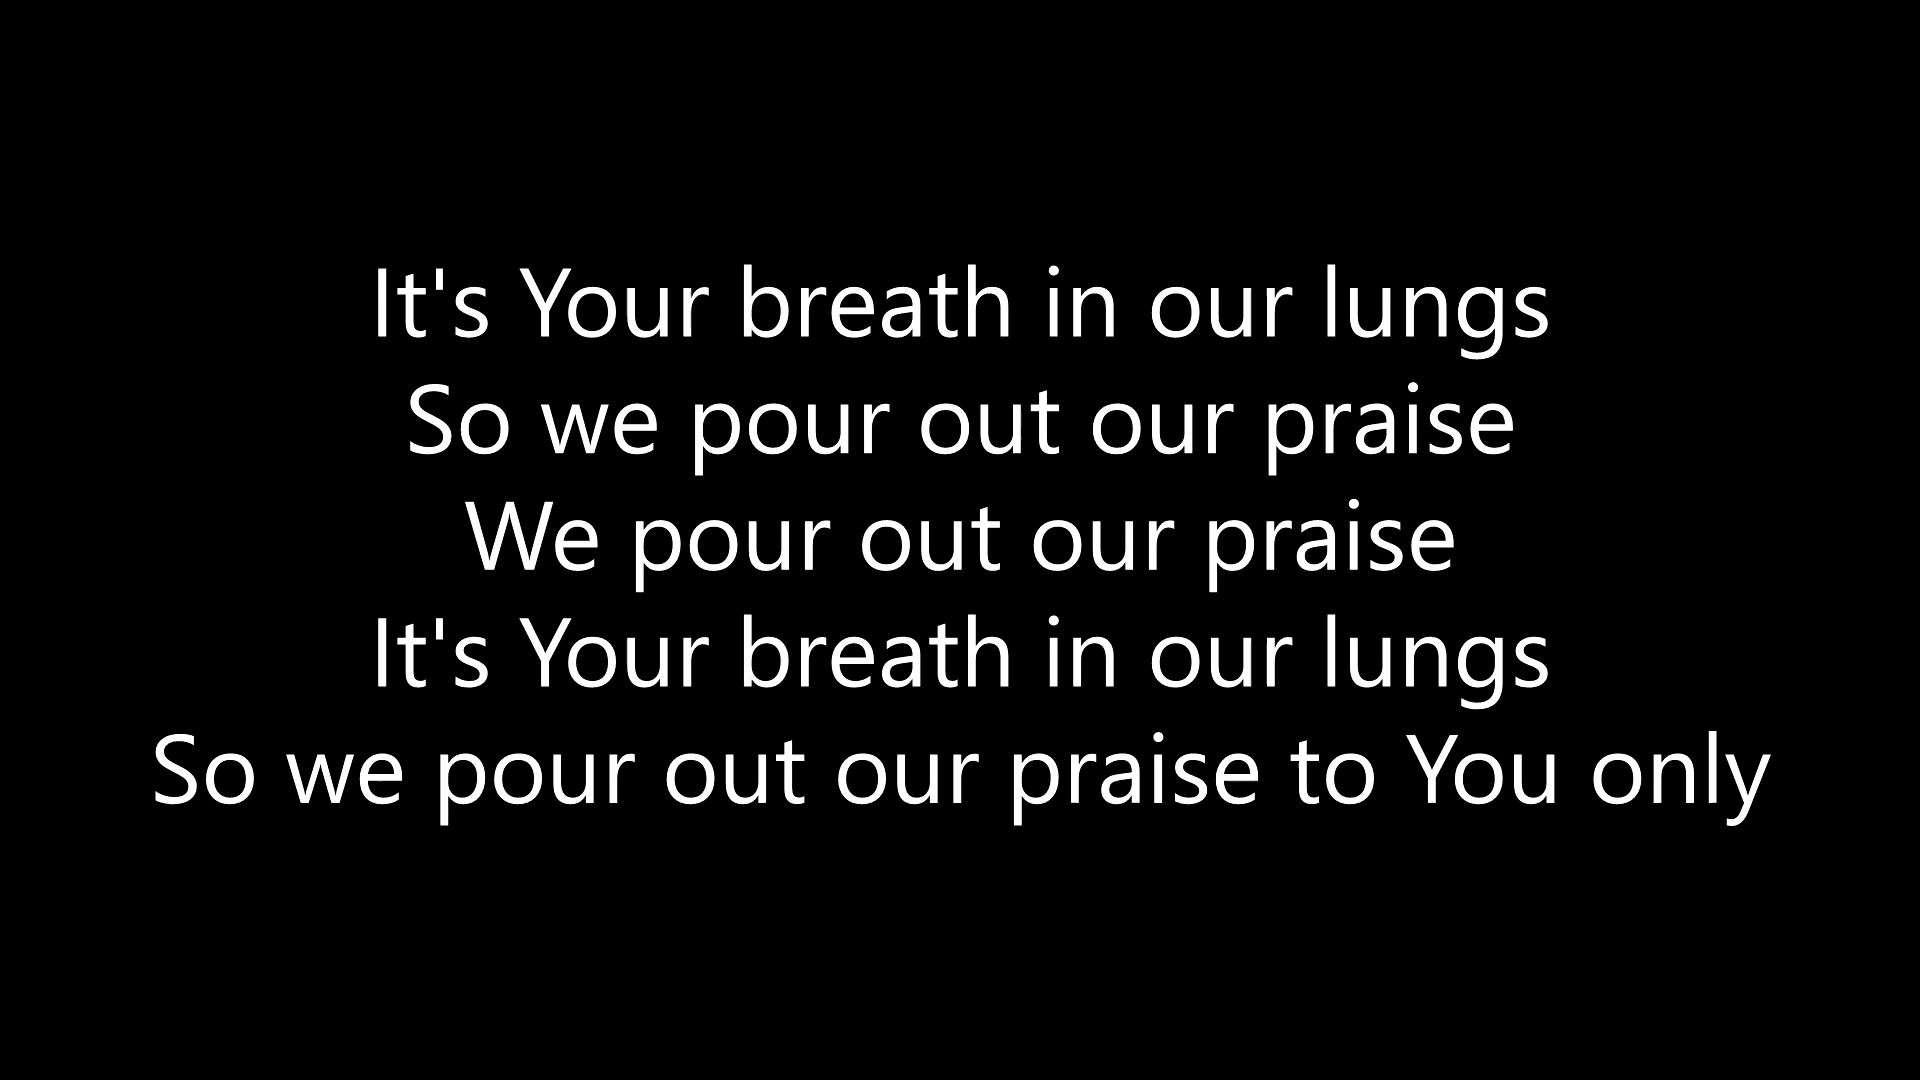 It's Your breath in our lungs
So we pour out our praise
We pour out our praise
It's Your breath in our lungs
So we pour out our praise to You only